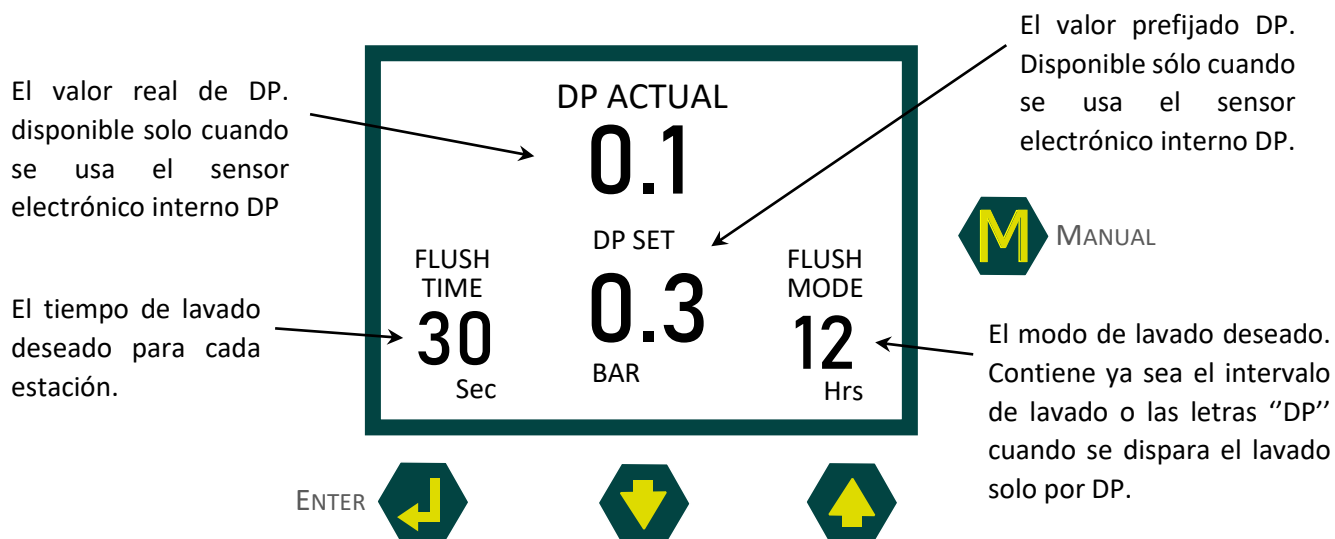 El valor real de DP.
disponible solo cuando
se usa el sensor
electrónico interno DP
El tiempo de lavado
deseado para cada
estación.
DP ACTUAL
0.1
DP SET
0.3
BAR
FLUSH
TIME
30
Sec
FLUSH
MODE
12
Hrs
El valor prefijado DP.
Disponible sólo cuando
se usa el sensor
electrónico interno DP.
M MANUAL
El modo de lavado deseado.
Contiene ya sea el intervalo
de lavado o las letras ‘’DP’’
cuando se dispara el lavado
solo por DP.
ENTER